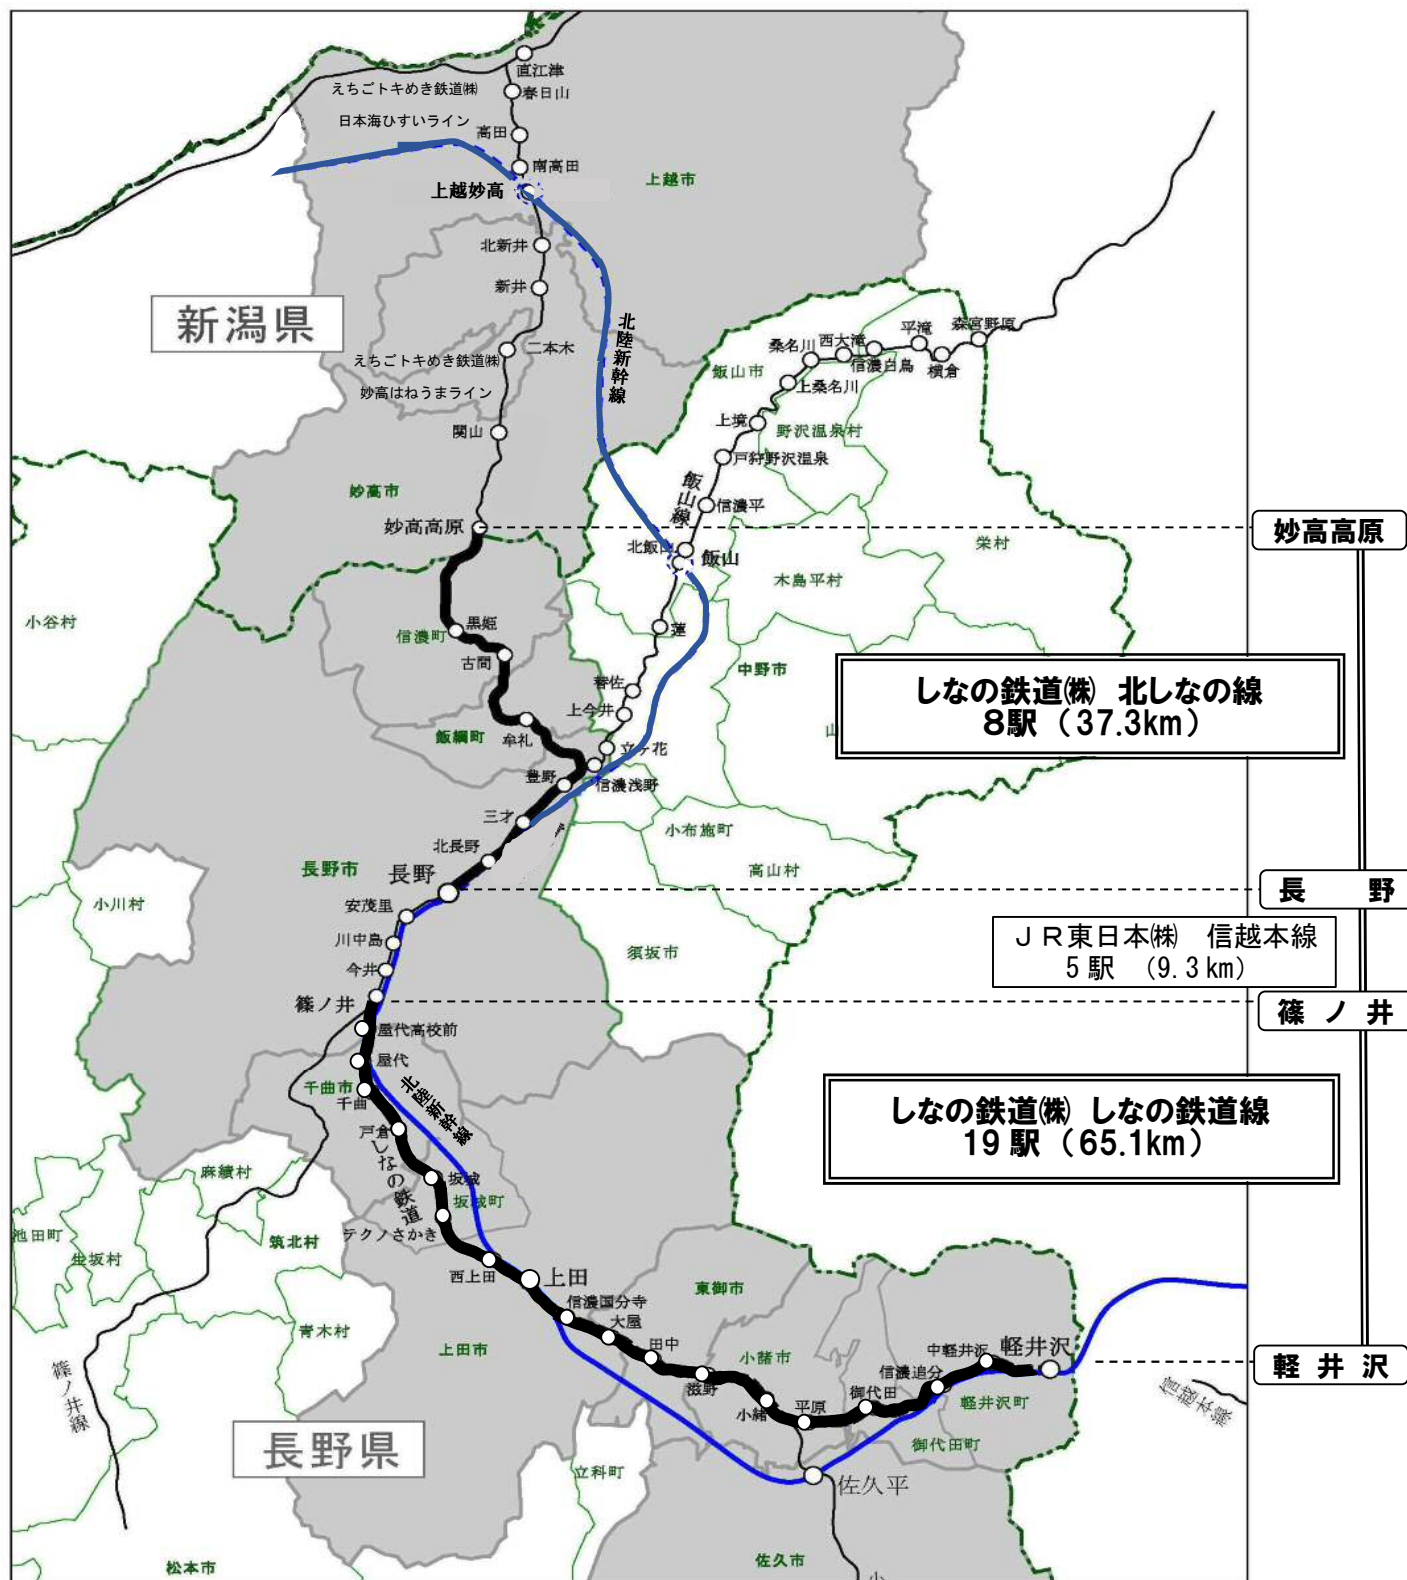 直江津
えちごトキめき鉄道㈱
春日山
日本海ひすいライン
高田
南高田
上越市
上越妙高
北新井
新井
新潟県
北陸新幹線
二本木
えちごトキめき鉄道㈱
妙高はねうまライン
関山
妙高市
妙高高原
森宮野原
平滝
西大滝
桑名川
信濃白鳥
横倉
飯山市
上桑名川
上境
野沢温泉村
戸狩野沢温泉
飯山線
信濃平
北飯山
飯山
栄村
木島平村
妙高高原
小谷村
黒姫
信濃町
古間
蓮
中野市
しなの鉄道㈱ 北しなの線
8駅（37.3km）
山
替佐
上今井
牟礼
飯綱町
立ヶ花
豊野
信濃浅野
三才
小布施町
北長野
長野市
長野
高山村
長 野
小川村
安茂里
川中島
須坂市
ＪＲ東日本㈱ 信越本線
5駅 （9.3km）
今井
篠ノ井
篠ノ井
屋代高校前
屋代
千曲市
千曲
北陸新幹線
しなの鉄道㈱ しなの鉄道線
19駅（65.1km）
戸倉
しなの鉄道
麻績村
坂城
坂城町
テクノさかき
池田町
生坂村
筑北村
西上田
上田
東御市
信濃国分寺
大屋
青木村
上田市
田中
小諸市
中軽井沢
軽井沢
軽井沢
篠ノ井線
滋野
信濃追分
信越本線
小緒
平原
御代田
軽井沢町
長野県
御代田町
立科町
佐久平
松本市
佐久市
小